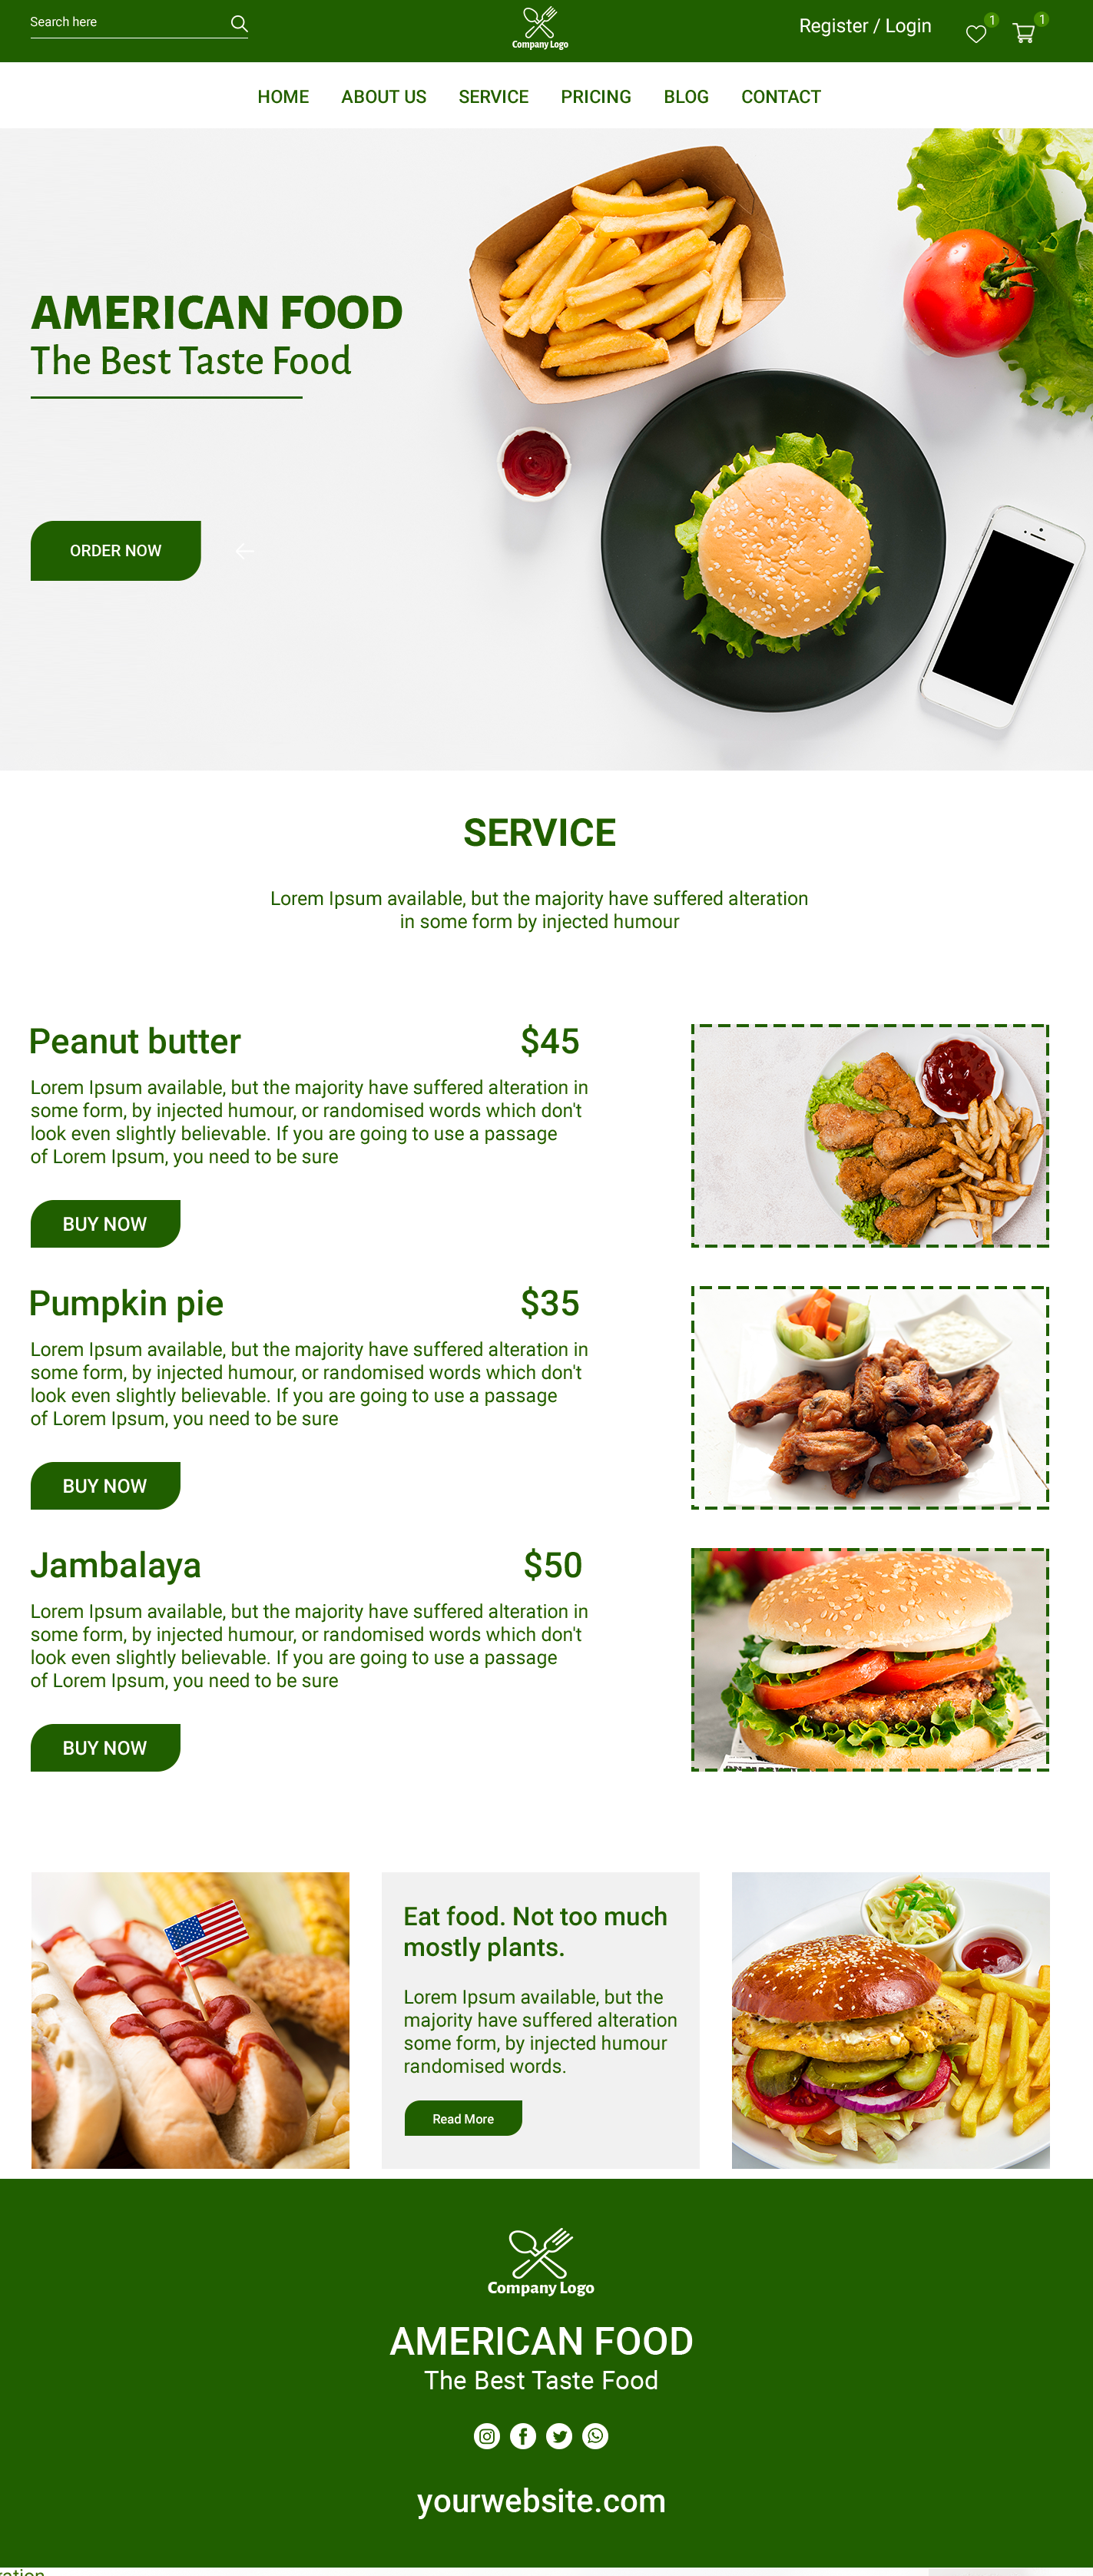 Search here
Company Logo
Register / Login
1
1
HOME ABOUT US SERVICE PRICING BLOG CONTACT
AMERICAN FOOD
The Best Taste Food
ORDER NOW
SERVICE
Lorem Ipsum available, but the majority have suffered alteration
in some form by injected humour
Peanut butter $45
Lorem Ipsum available, but the majority have suffered alteration in
some form, by injected humour, or randomised words which don't
look even slightly believable. If you are going to use a passage
of Lorem Ipsum, you need to be sure
BUY NOW
Pumpkin pie $35
Lorem Ipsum available, but the majority have suffered alteration in
some form, by injected humour, or randomised words which don't
look even slightly believable. If you are going to use a passage
of Lorem Ipsum, you need to be sure
BUY NOW
Jambalaya $50
Lorem Ipsum available, but the majority have suffered alteration in
some form, by injected humour, or randomised words which don't
look even slightly believable. If you are going to use a passage
of Lorem Ipsum, you need to be sure
BUY NOW
Eat food. Not too much
mostly plants.
Lorem Ipsum available, but the
majority have suffered alteration
some form, by injected humour
randomised words.
Read More
Company Logo
AMERICAN FOOD
The Best Taste Food
yourwebsite.com